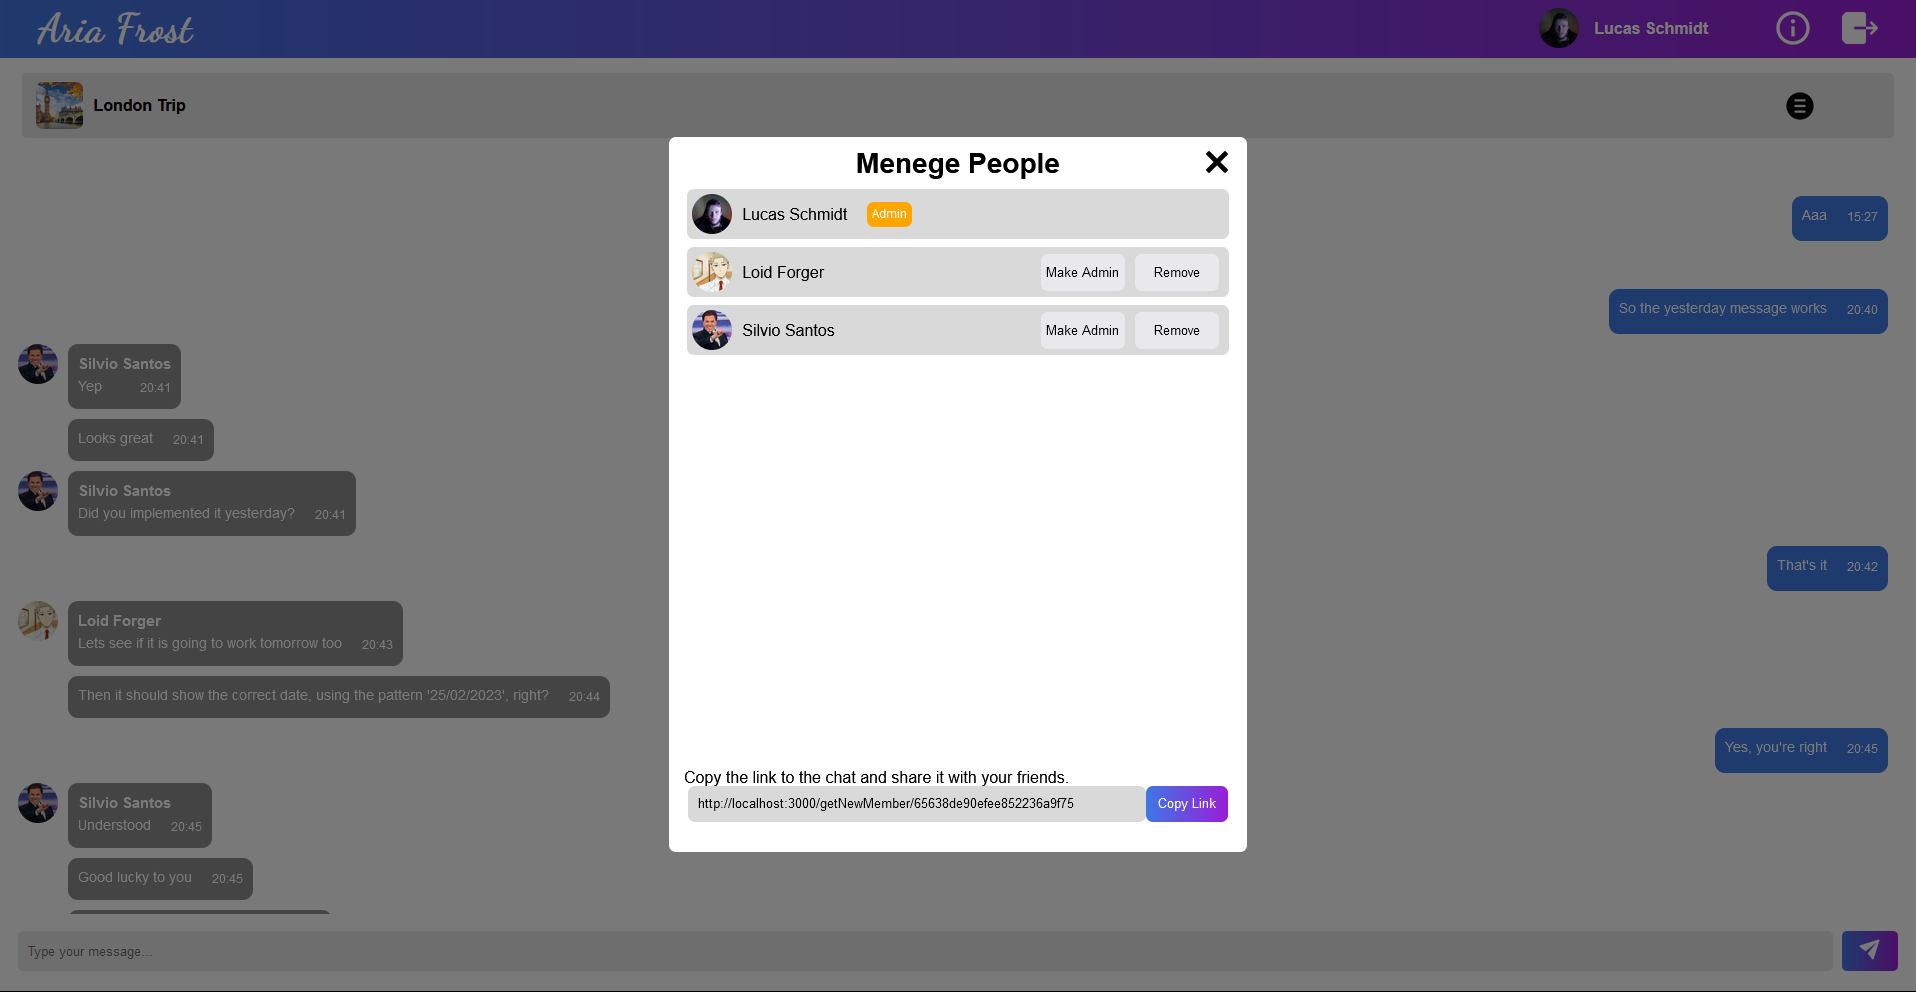 Aria Frost
Lucas Schmidt
London Trip
Menege People
Lucas Schmidt Admin
Loid Forger Make Admin Remove
Silvio Santos Make Admin Remove
Copy the link to the chat and share it with your friends.
http://localhost:3000/getNewMember/65638de90efee852236a9f75 Copy Link
Aaa 15:27
So the yesterday message works 20:40
Silvio Santos
Yep 20:41
Looks great 20:41
Silvio Santos
Did you implemented it yesterday? 20:41
That's it 20:42
Loid Forger
Lets see if it is going to work tomorrow too 20:43
Then it should show the correct date, using the pattern '25/02/2023', right? 20:44
Yes, you're right 20:45
Silvio Santos
Understood 20:45
Good lucky to you 20:45
Type your message...